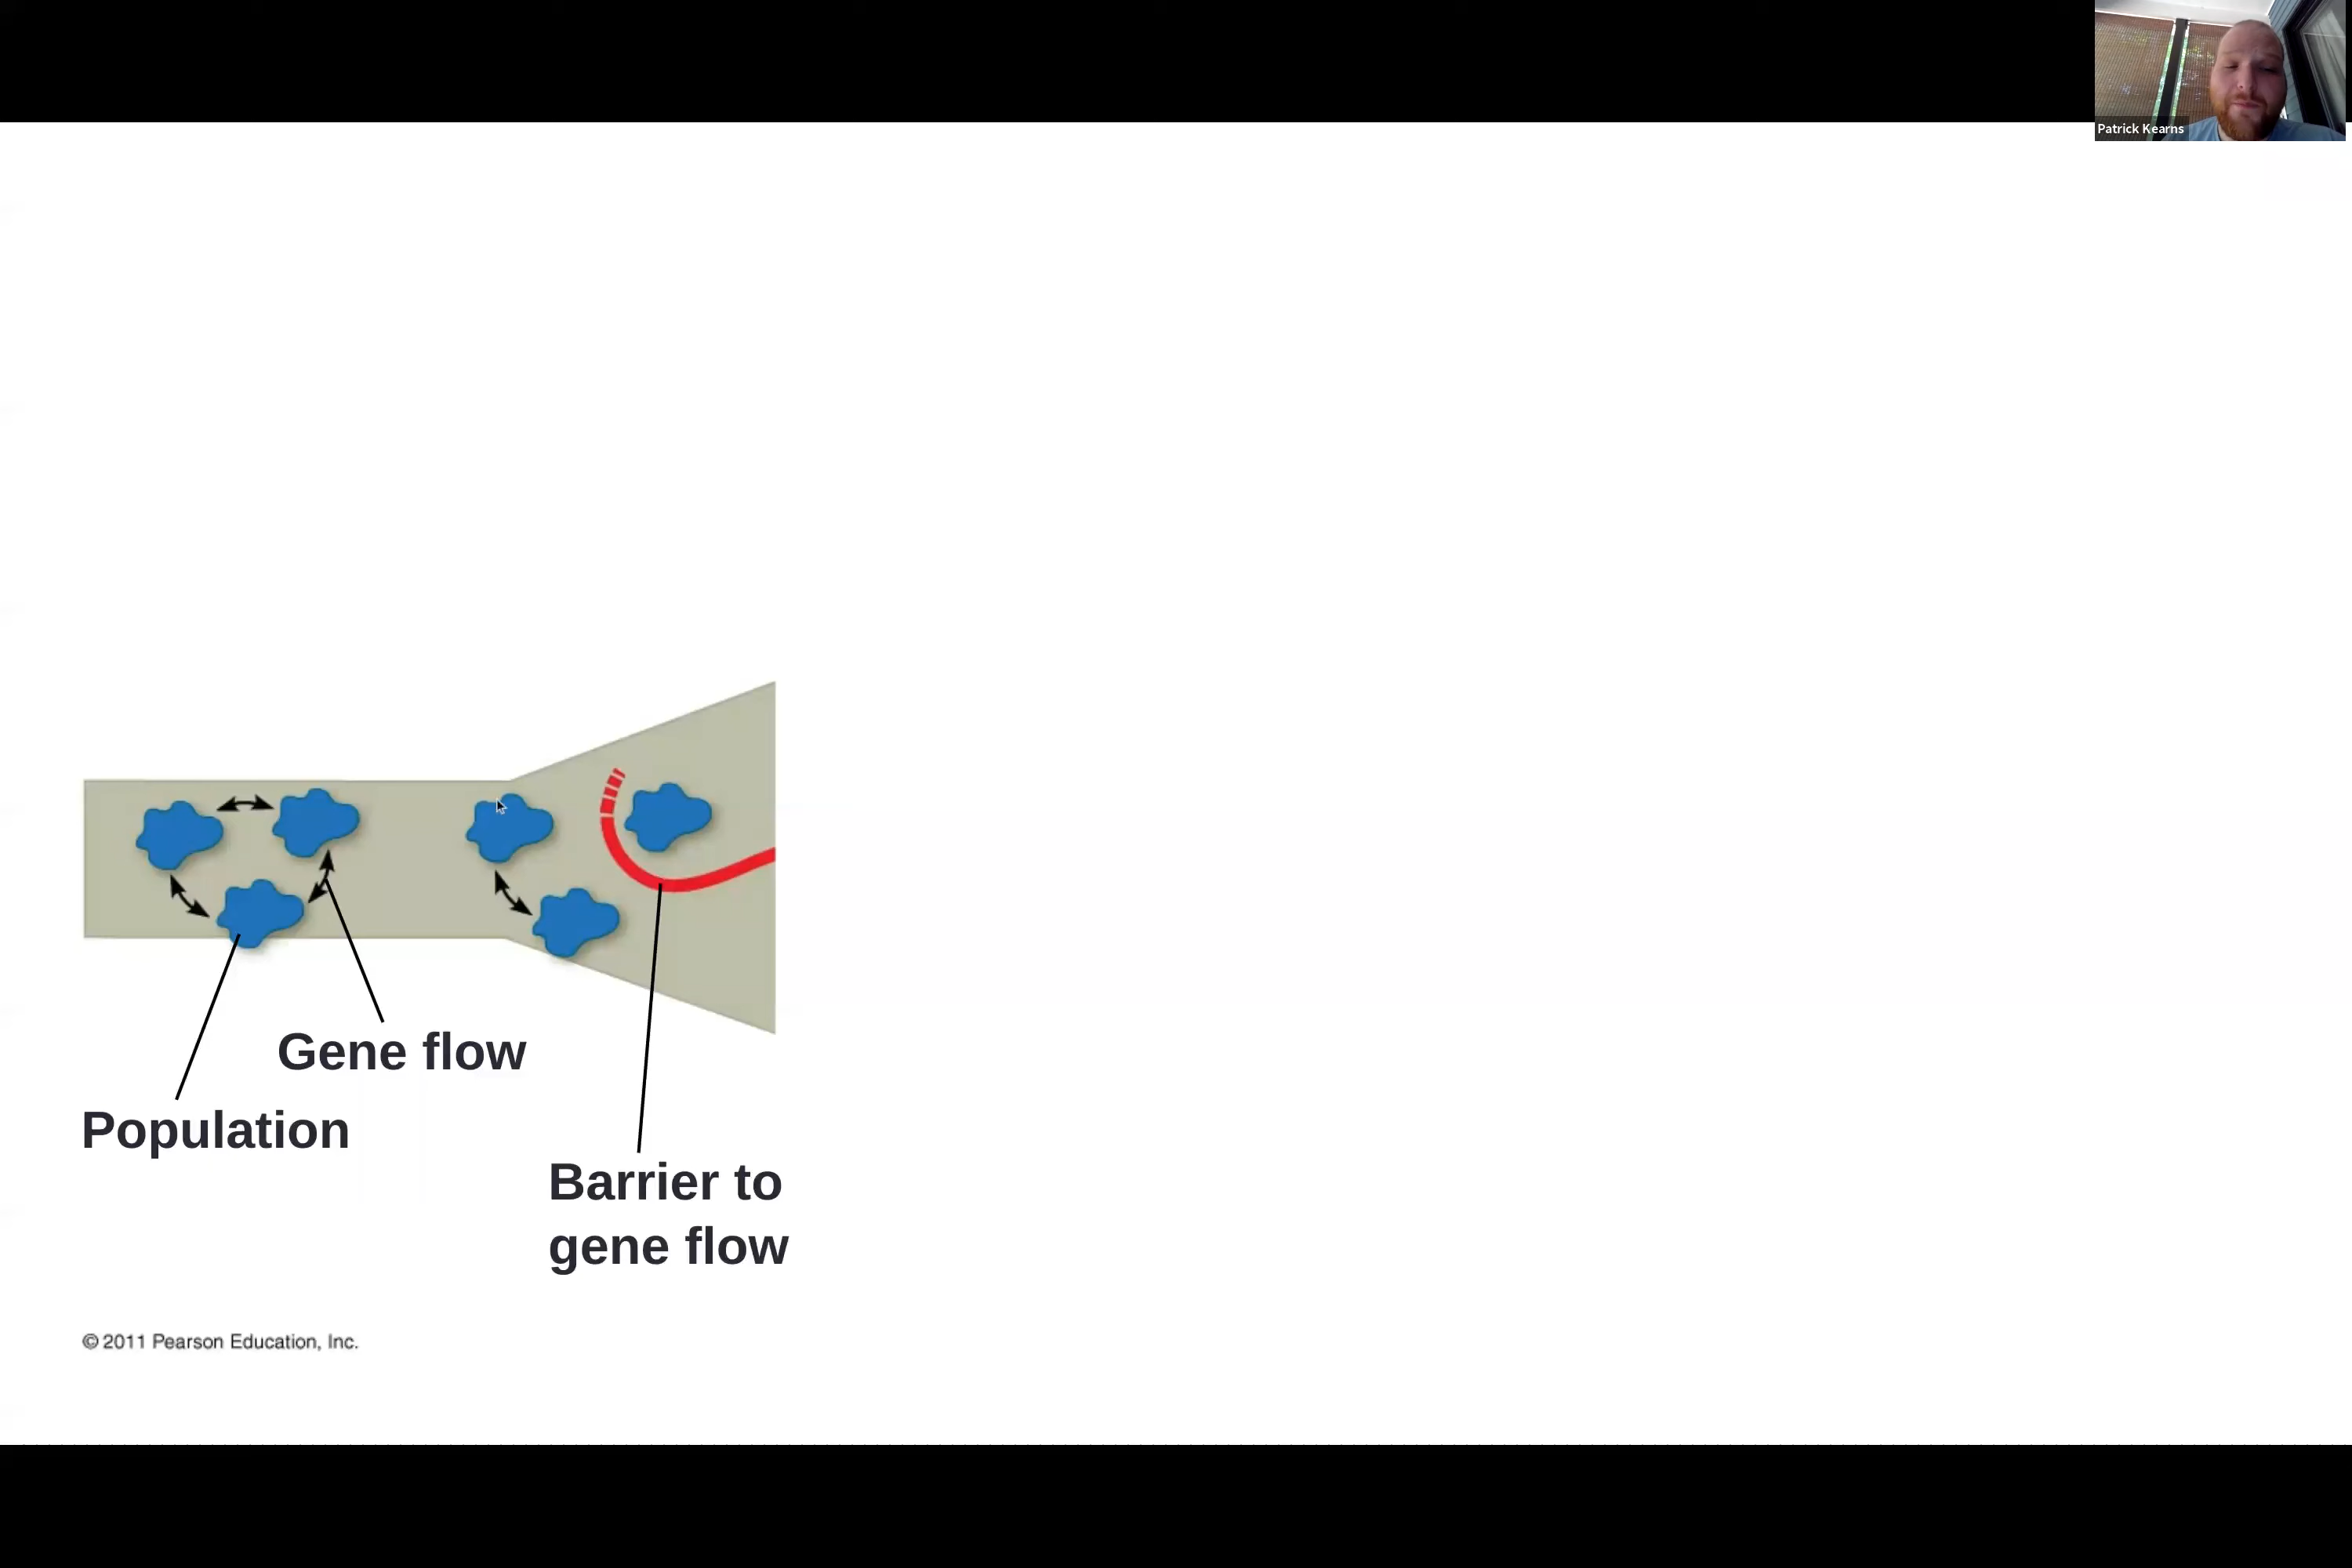 Patrick Kearns
Gene flow
Population
Barrier to
gene flow
© 2011 Pearson Education, Inc.